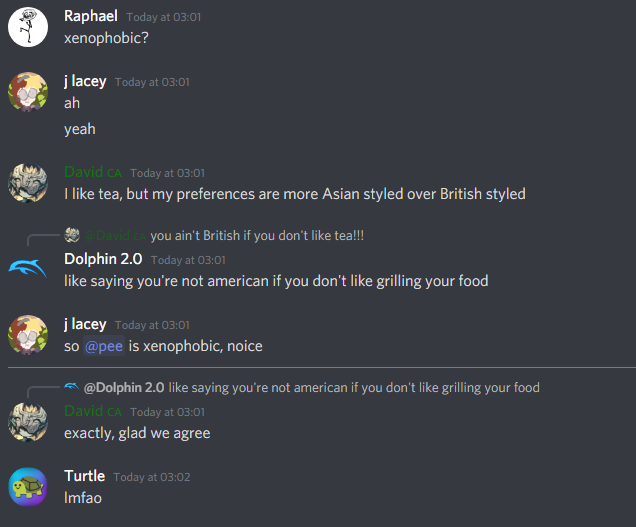 Raphael Today at 03:01
xenophobic?
j lacey Today at 03:01
ah
yeah
David CA Today at 03:01
I like tea, but my preferences are more Asian styled over British styled
@David CA you ain't British if you don't like tea!!!
Dolphin 2.0 Today at 03:01
like saying you're not american if you don't like grilling your food
j lacey Today at 03:01
so @pee is xenophobic, noice
@Dolphin 2.0 like saying you're not american if you don't like grilling your food
David CA Today at 03:01
exactly, glad we agree
Turtle Today at 03:02
lmfao